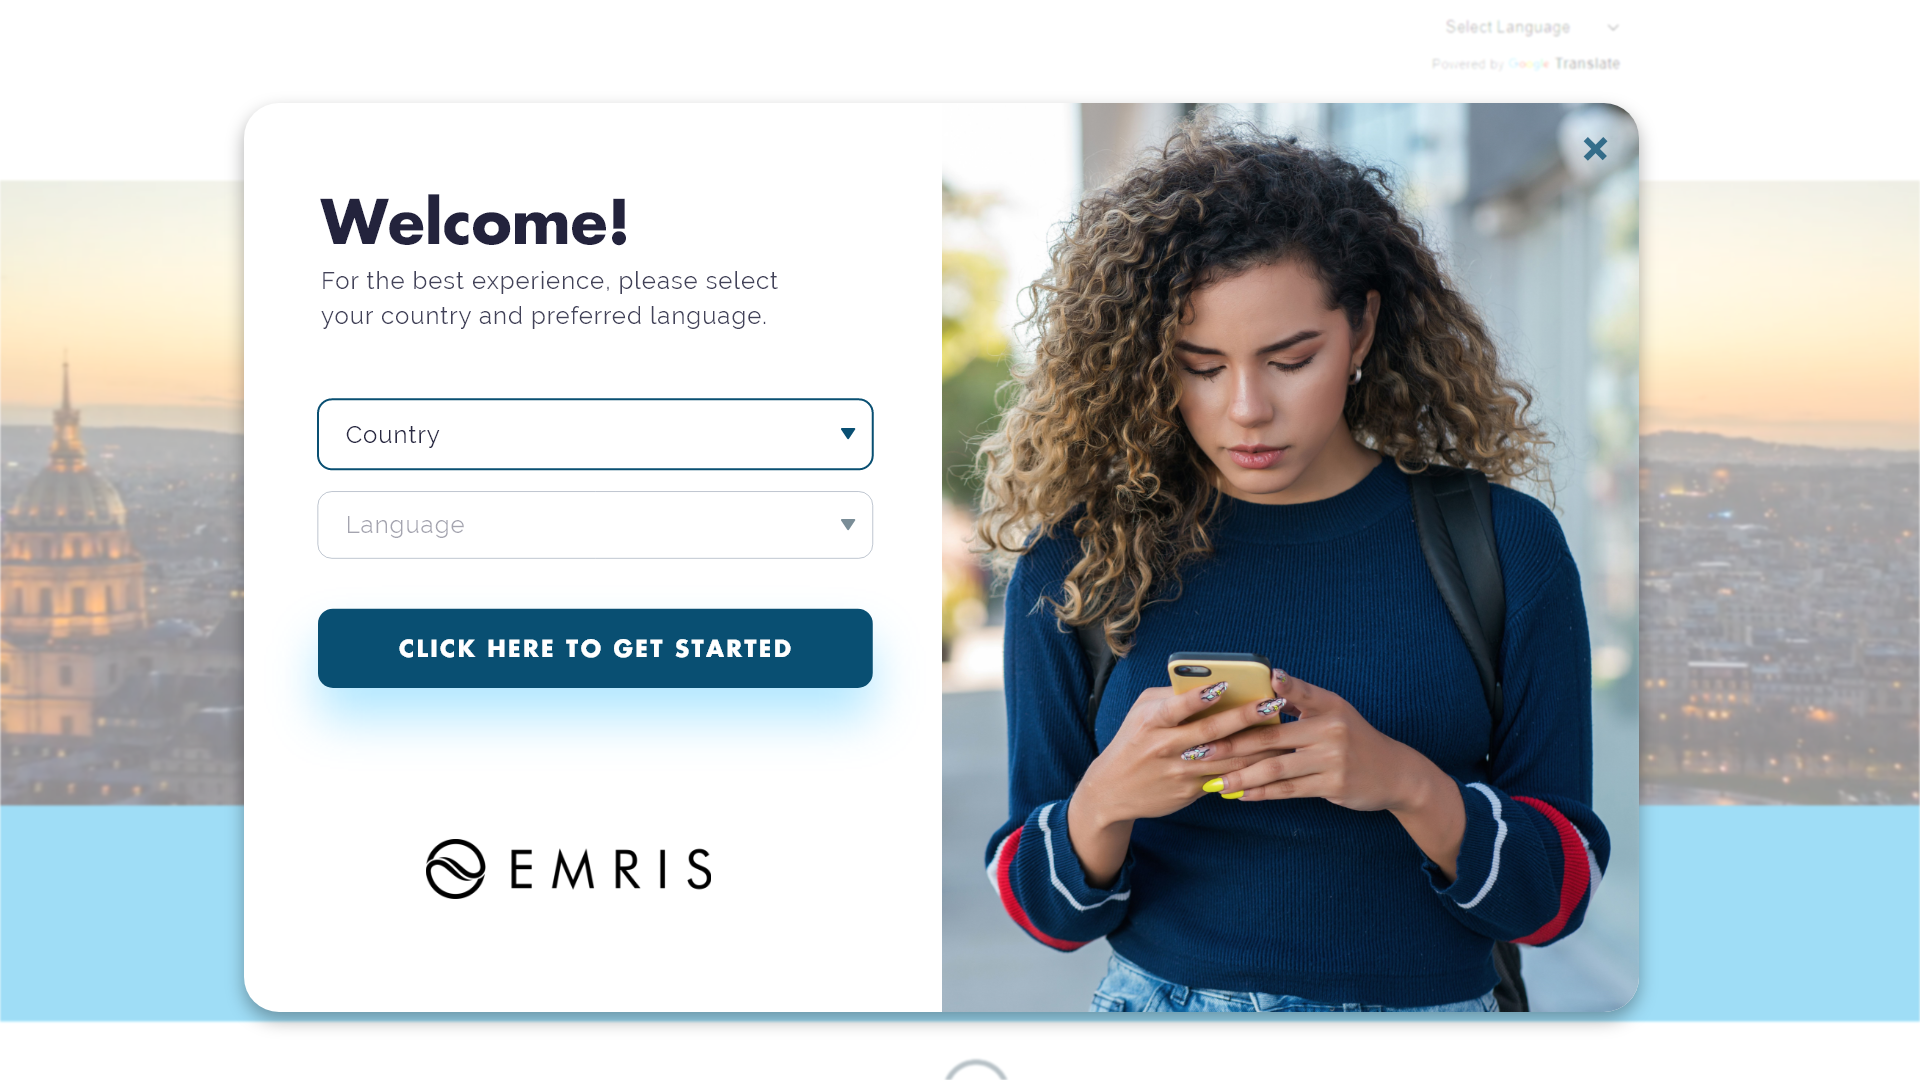 Select Language
Powered by Google Translate
Welcome!
For the best experience, please select
your country and preferred language.
Country
Language
CLICK HERE TO GET STARTED
EMRIS